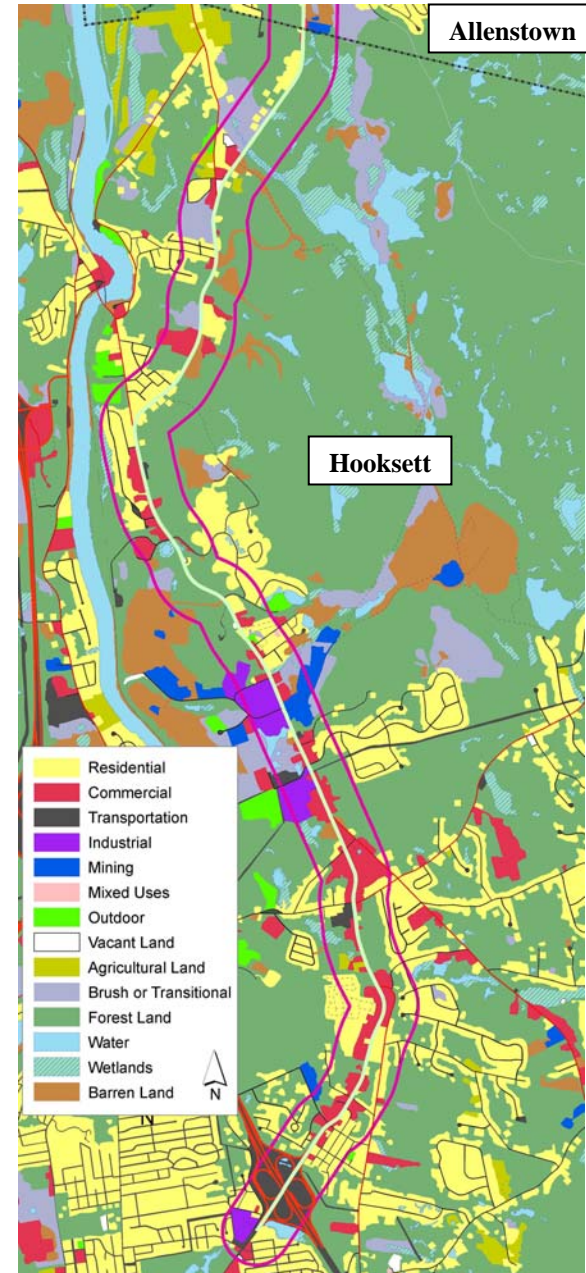 Allenstown
Hooksett
Residential
Commercial
Transportation
Industrial
Mining
Mixed Uses
Outdoor
Vacant Land
Agricultural Land
Brush or Transitional
Forest Land
Water
Wetlands
Barren Land
N
N